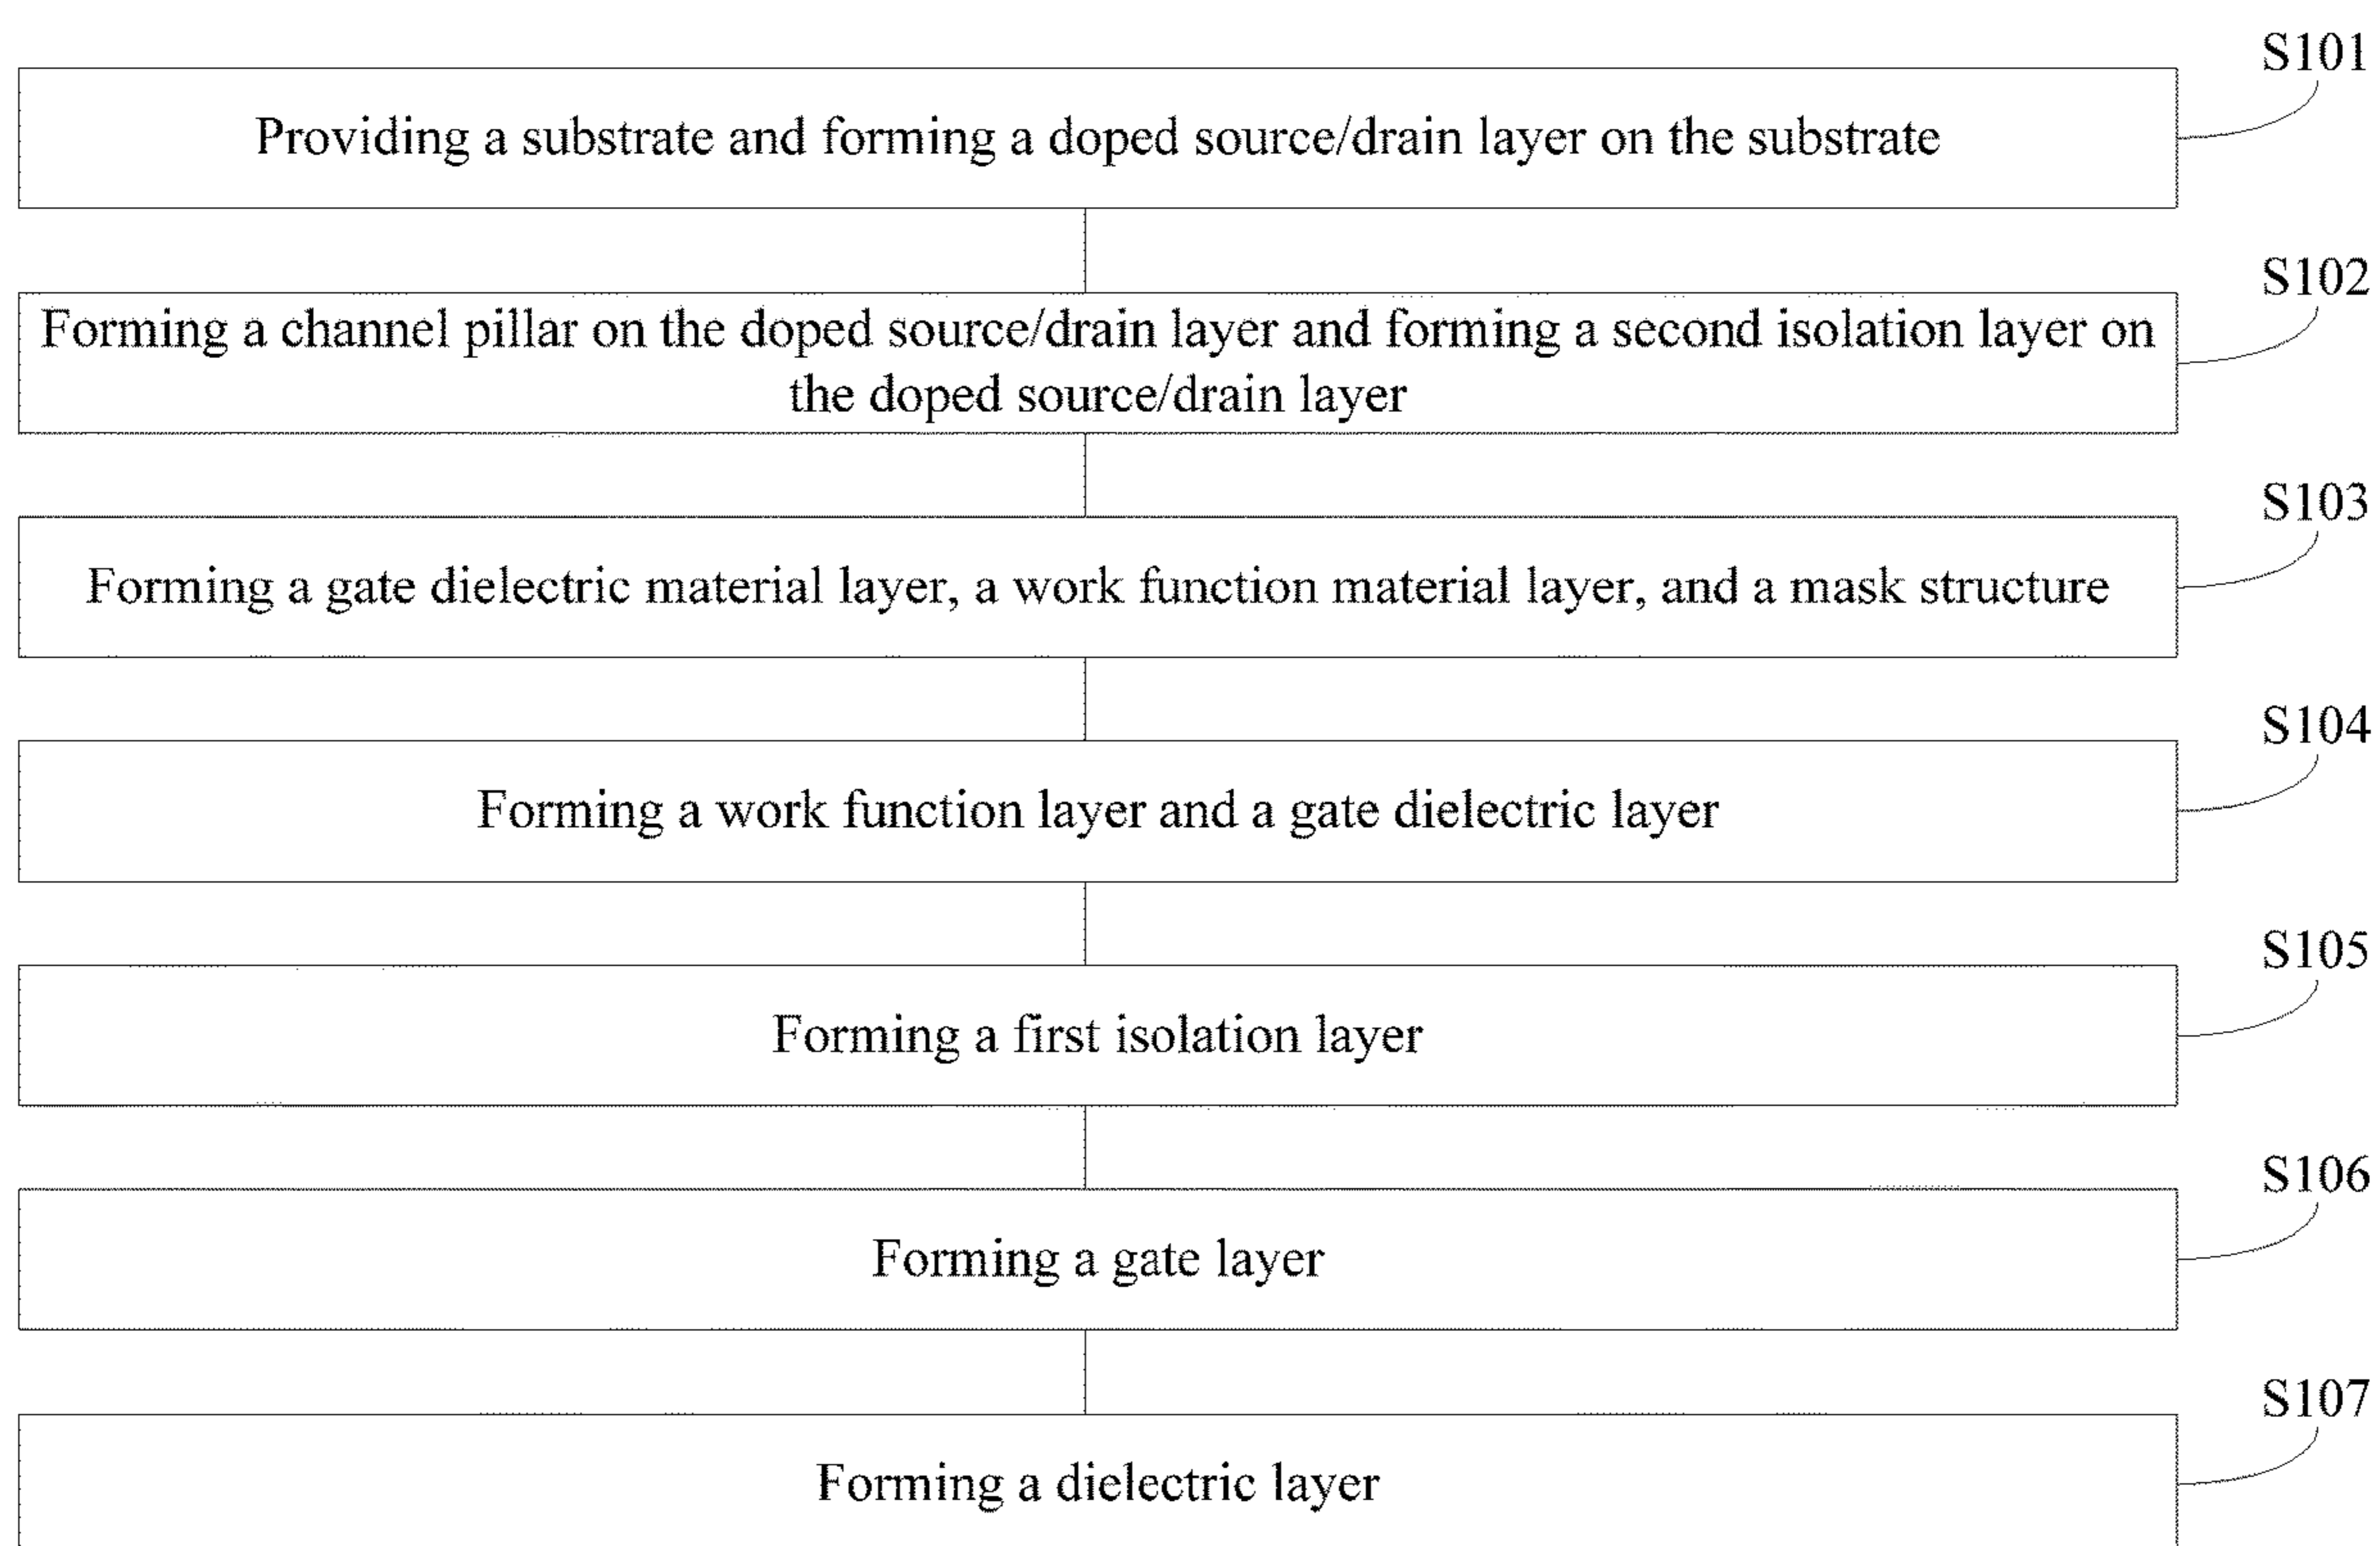 S101
Providing a substrate and forming a doped source/drain layer on the substrate
S102
Forming a channel pillar on the doped source/drain layer and forming a second isolation layer on
the doped source/drain layer
S103
Forming a gate dielectric material layer, a work function material layer, and a mask structure
S104
Forming a work function layer and a gate dielectric layer
S105
Forming a first isolation layer
S106
Forming a gate layer
S107
Forming a dielectric layer